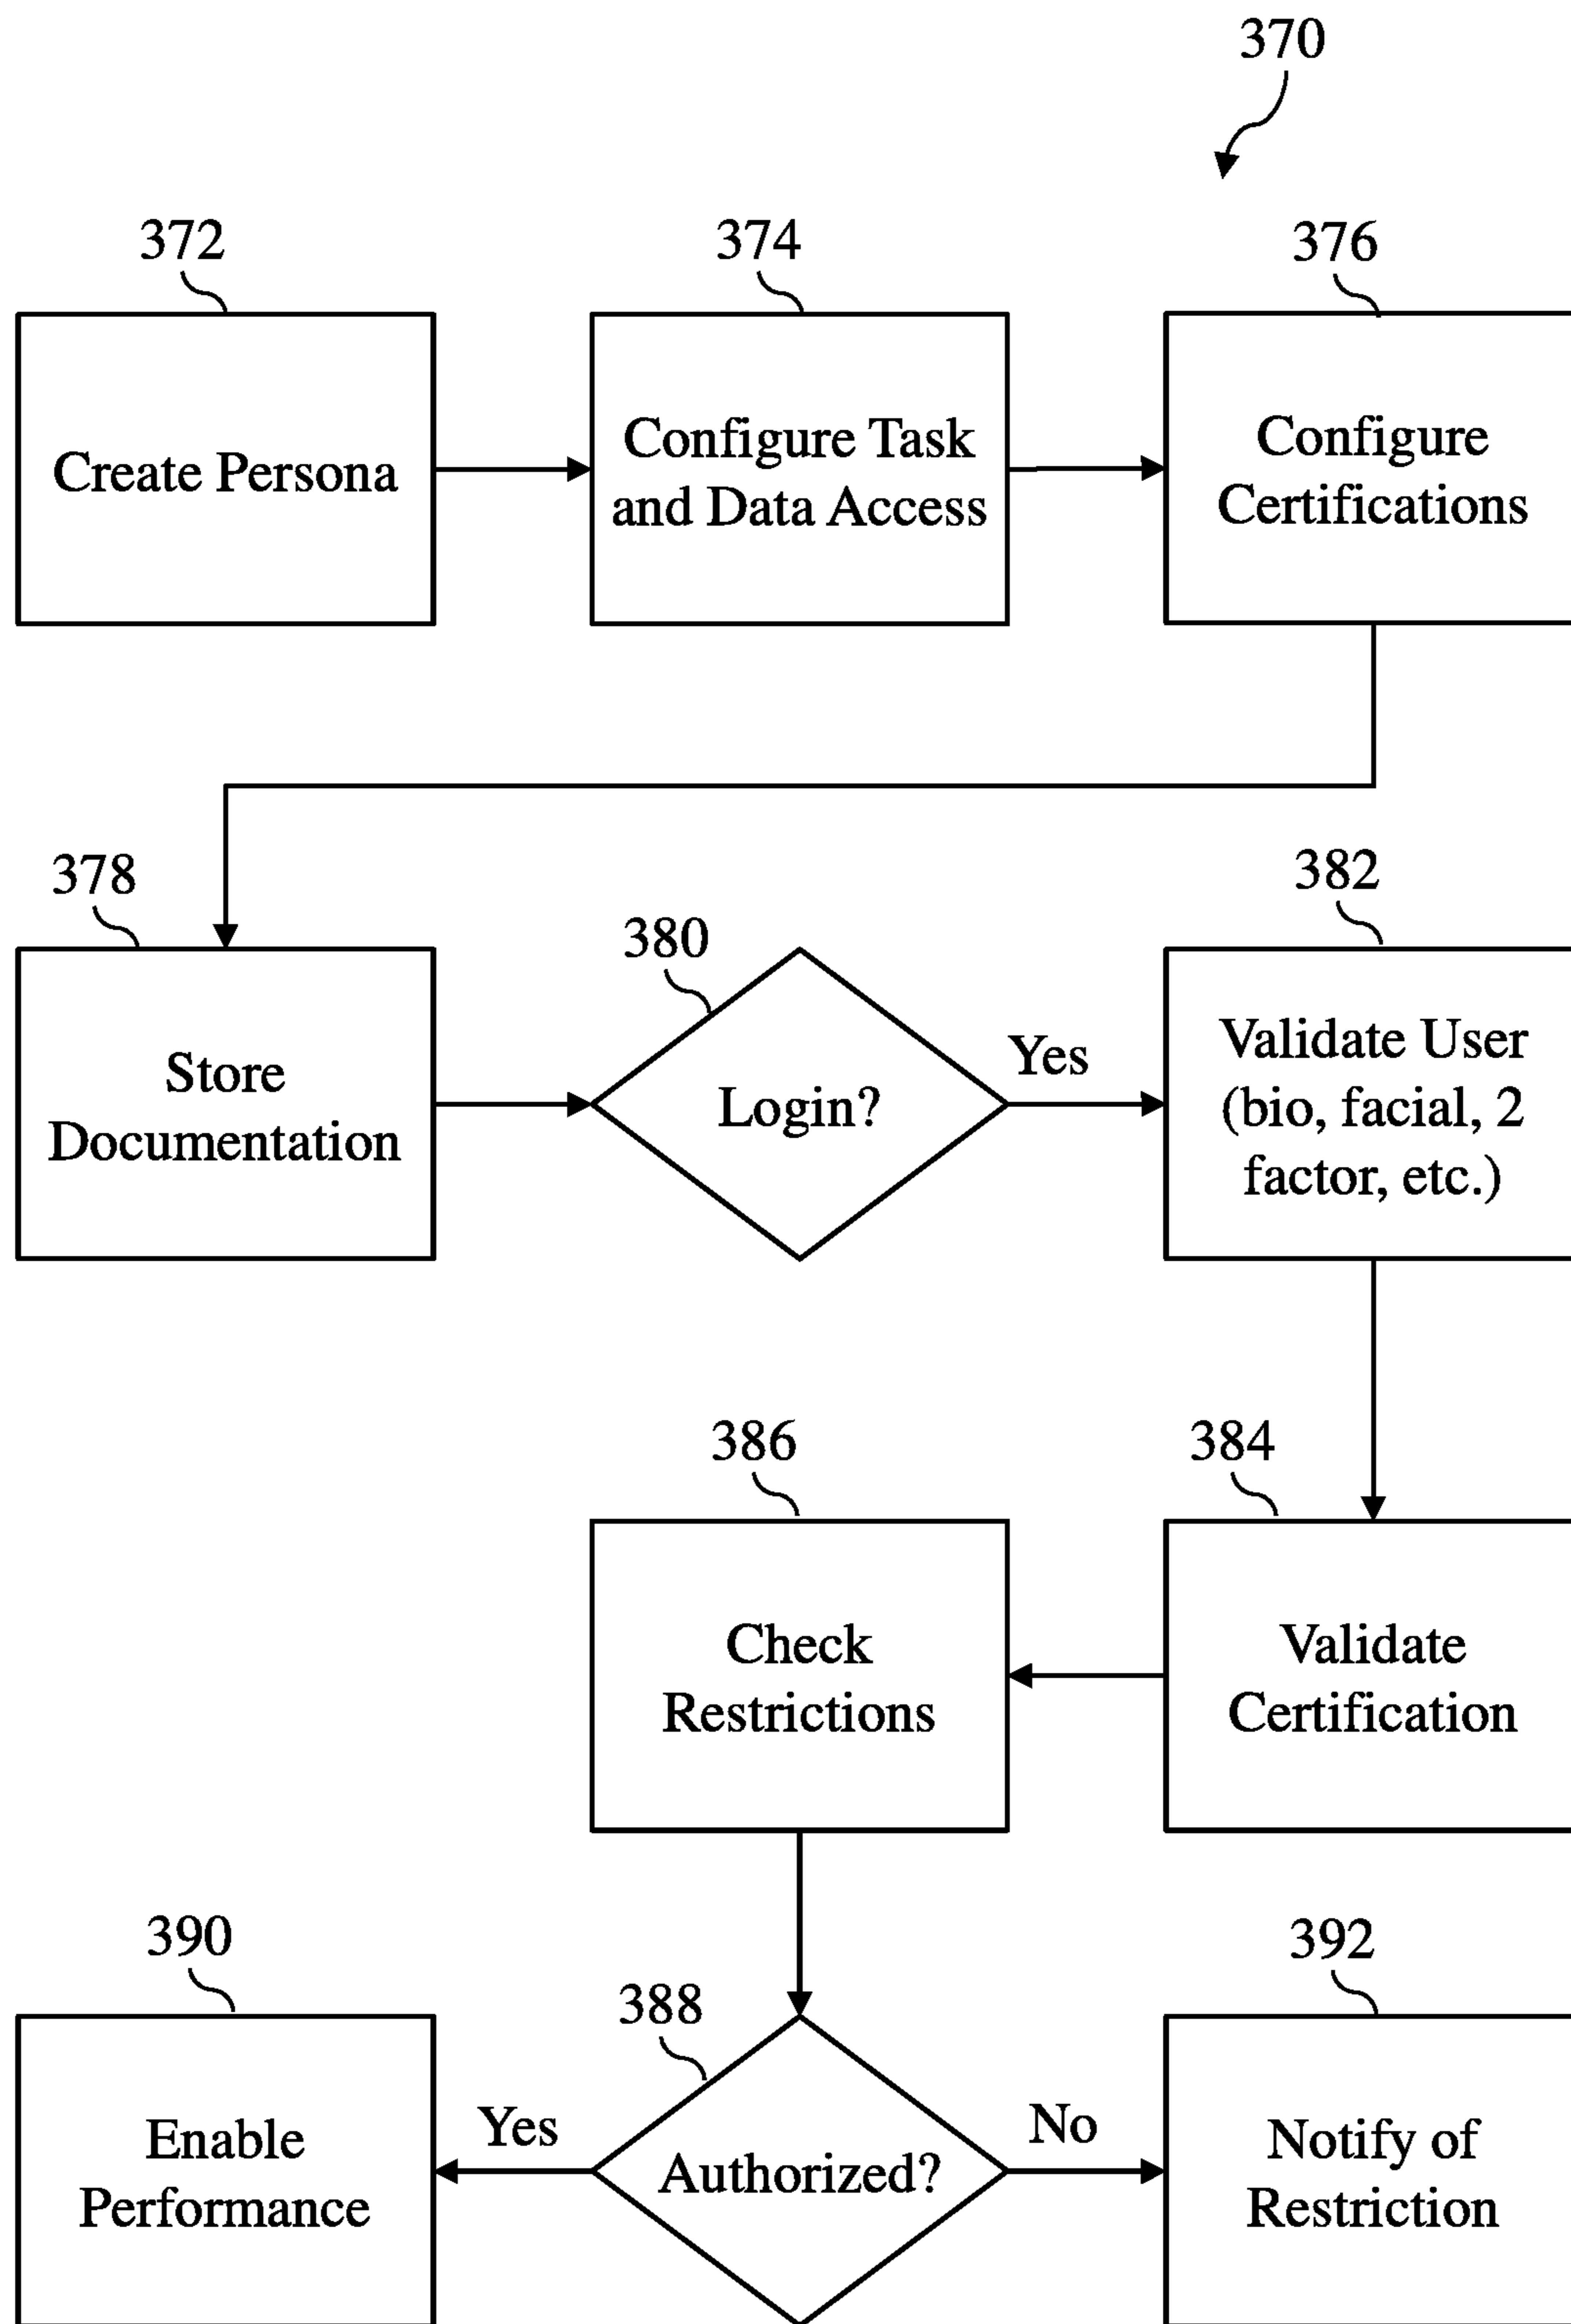 370
372
374
376
Create Persona
Configure Task
and Data Access
Configure
Certifications
378
380
382
Store
Documentation
Login?
Yes
Validate User
(bio, facial, 2
factor, etc.)
386
384
Check
Restrictions
Validate
Certification
390
388
392
Enable
Performance
Yes
Authorized?
No
Notify of
Restriction